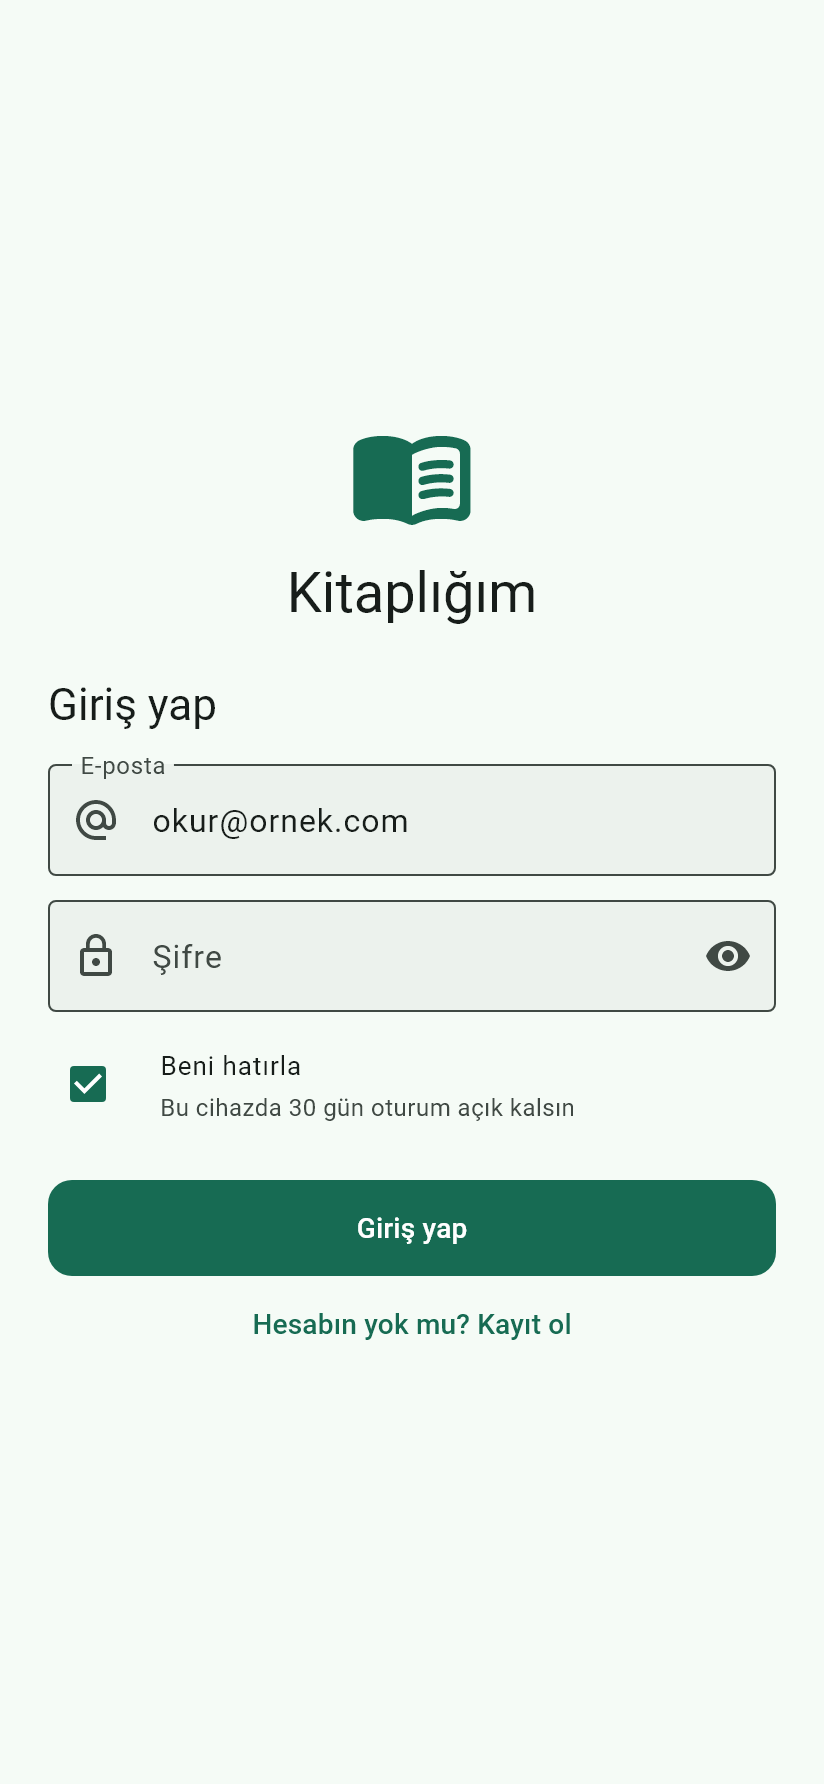 Kitaplığım
Giriş yap
E-posta
okur@ornek.com
Şifre
Beni hatırla
Bu cihazda 30 gün oturum açık kalsın
Giriş yap
Hesabın yok mu? Kayıt ol